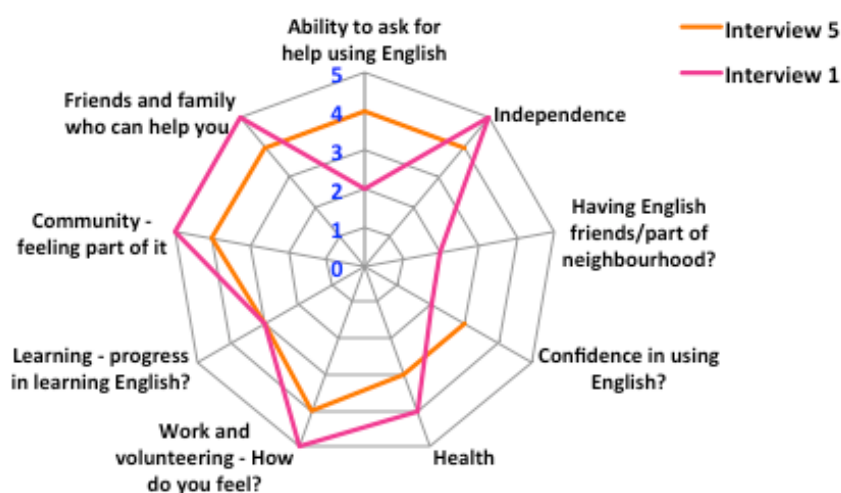 Ability to ask for
help using English
Interview 5
Interview 1
5
4
3
2
1
0
Independence
Having English
friends/part of
neighbourhood?
Confidence in using
English?
Health
Work and
volunteering - How
do you feel?
Learning - progress
in learning English?
Community -
feeling part of it
Friends and family
who can help you